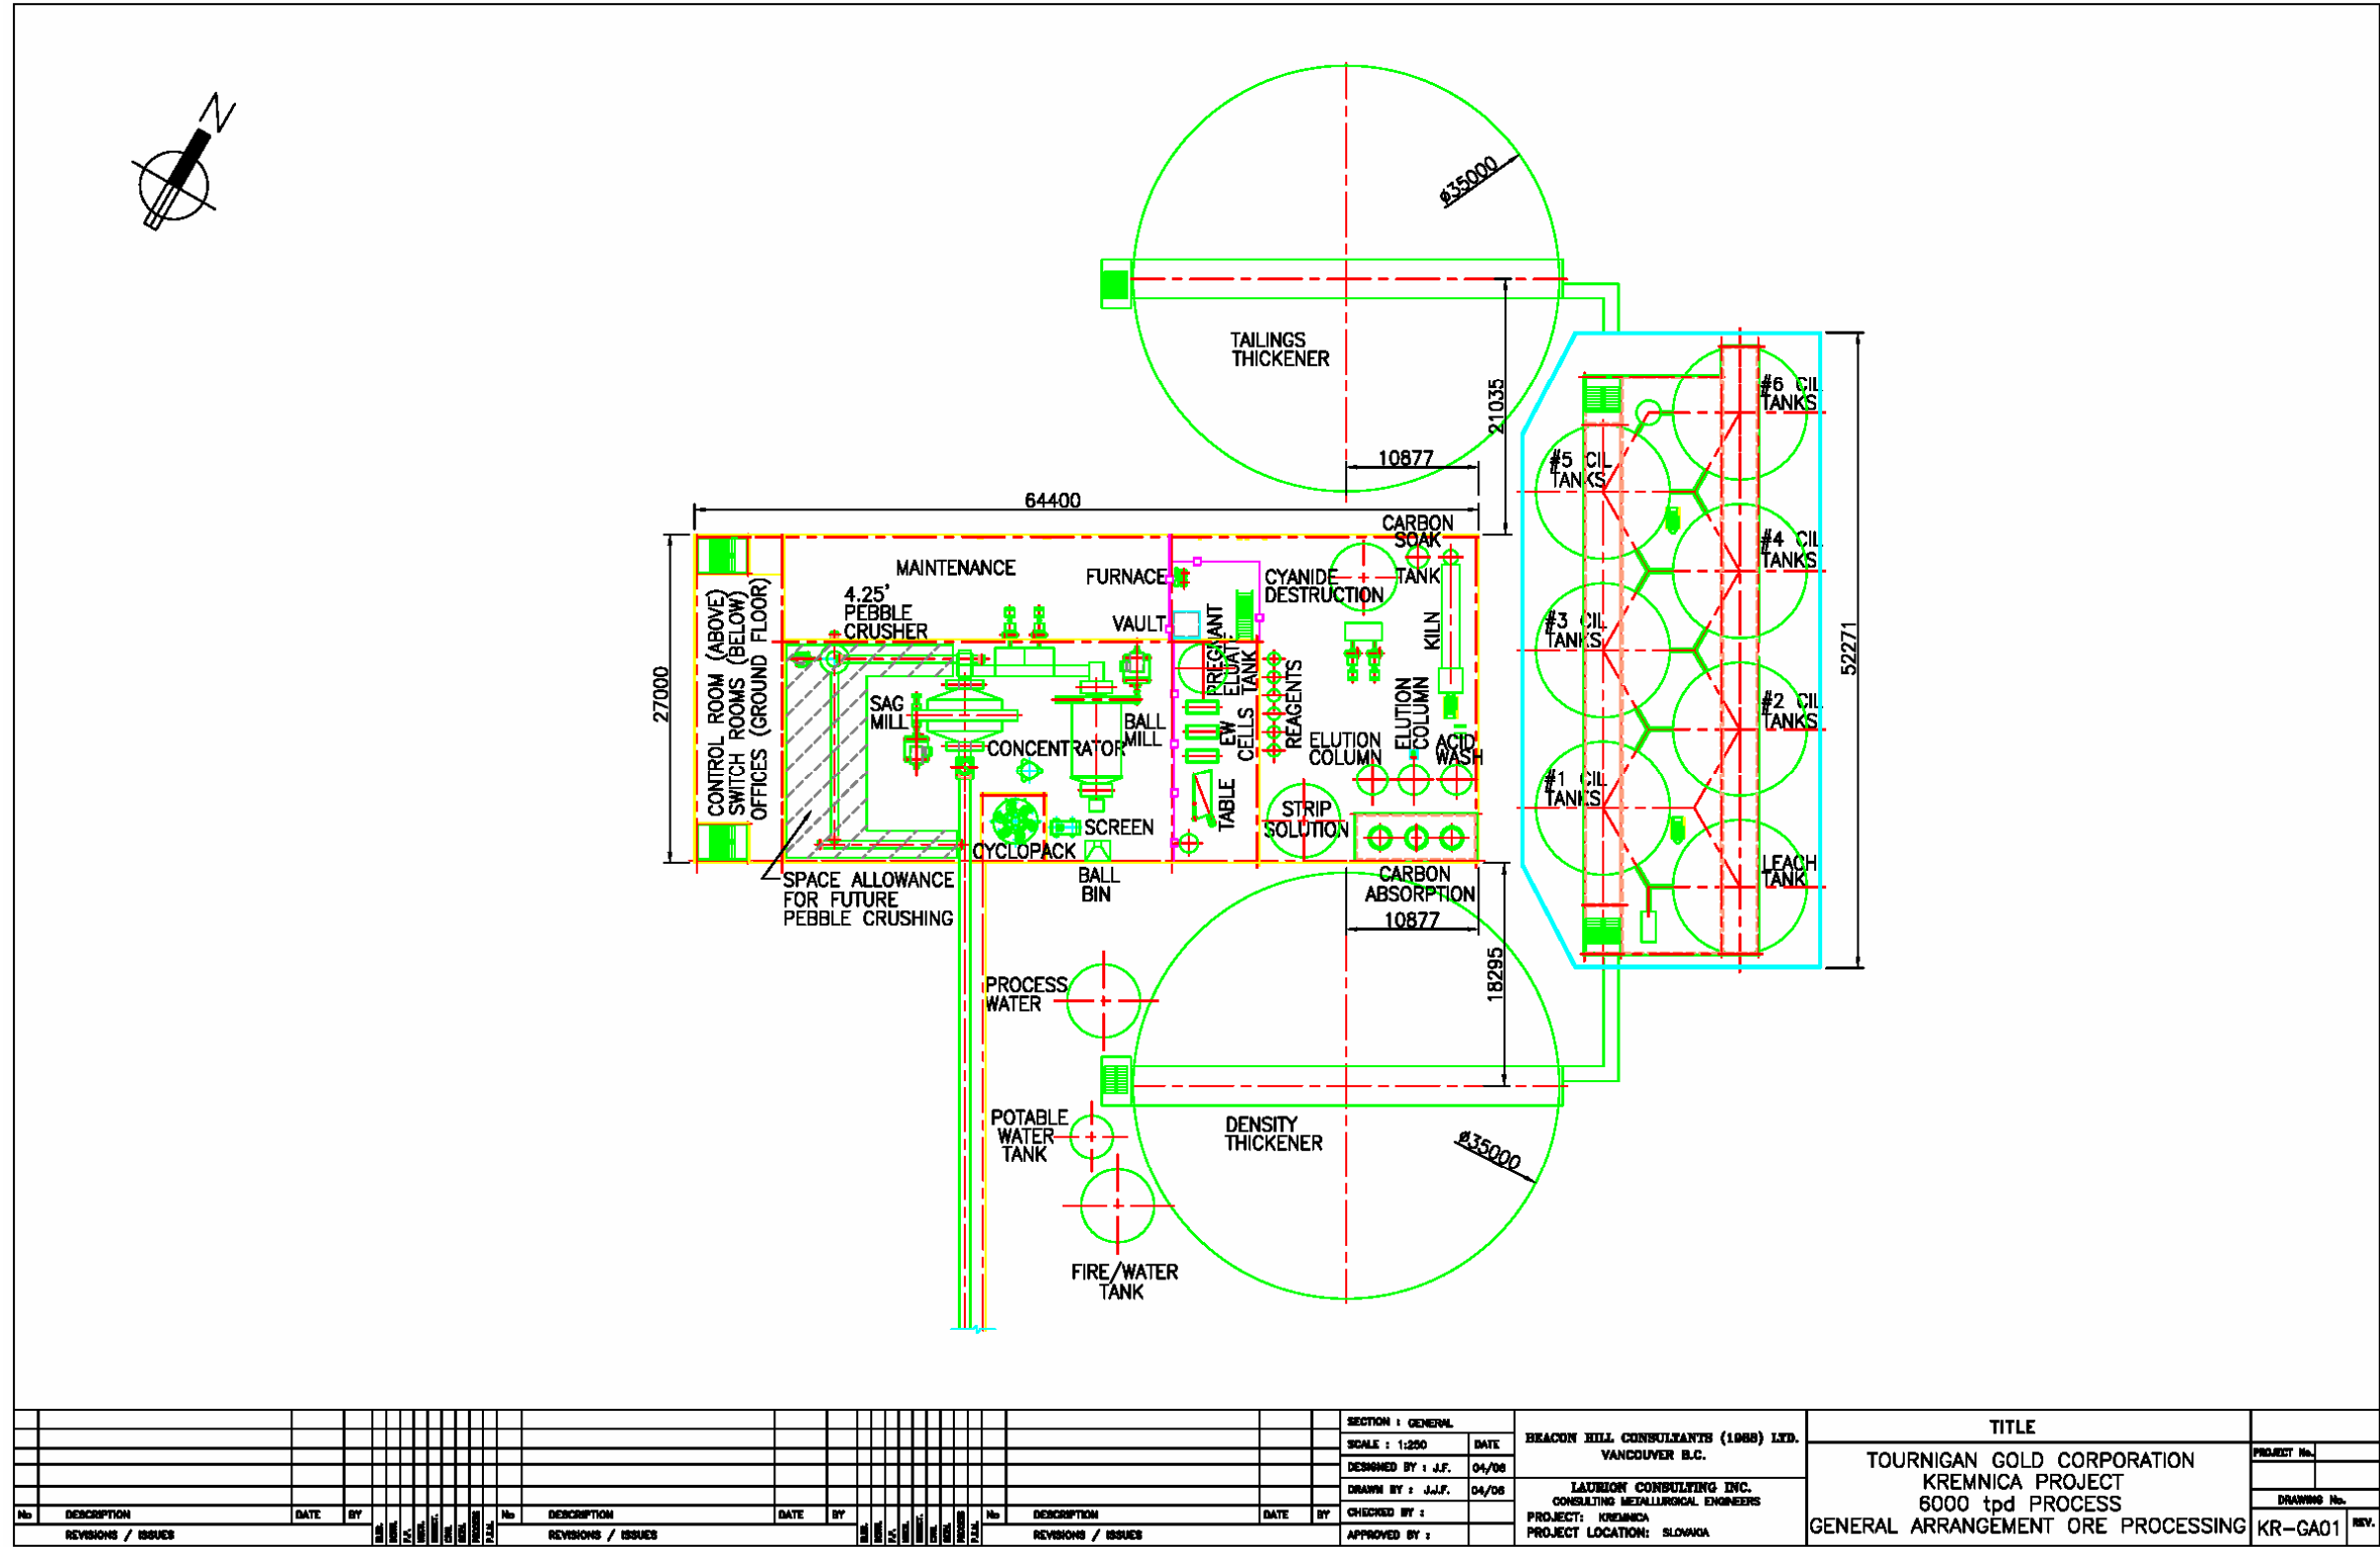 N
ø35000
TAILINGS
THICKENER
21035
10877
64400
27000
#6 CIL
TANKS
#5 CIL
TANKS
#4 CIL
TANKS
#3 CIL
TANKS
#2 CIL
TANKS
#1 CIL
TANKS
LEACH
TANK
52271
CARBON
SOAK
TANK
MAINTENANCE
FURNACE
CYANIDE
DESTRUCTION
4.25'
PEBBLE
CRUSHER
VAULT
KILN
CONTROL ROOM (ABOVE)
SWITCH ROOMS (BELOW)
OFFICES (GROUND FLOOR)
PREGNANT
ELUATE
TANK
REAGENTS
SAG
MILL
BALL
MILL
CONCENTRATOR
EW
CELLS
ELUTION
COLUMN
ELUTION
COLUMN
ACID
WASH
TABLE
STRIP
SOLUTION
SCREEN
CYCLOPACK
BALL
BIN
CARBON
ABSORPTION
10877
SPACE ALLOWANCE
FOR FUTURE
PEBBLE CRUSHING
18295
PROCESS
WATER
POTABLE
WATER
TANK
DENSITY
THICKENER
ø35000
FIRE/WATER
TANK
No DESCRIPTION DATE BY
REVISIONS / ISSUES
No DESCRIPTION DATE BY
REVISIONS / ISSUES
No DESCRIPTION DATE BY
REVISIONS / ISSUES
SECTION : GENERAL
SCALE : 1:250 DATE
DESIGNED BY : J.F. 04/06
DRAWN BY : J.J.F. 04/06
CHECKED BY :
APPROVED BY :
BEACON HILL CONSULTANTS (1988) LTD.
VANCOUVER B.C.
LAURION CONSULTING INC.
CONSULTING METALLURGICAL ENGINEERS
PROJECT: KREMNICA
PROJECT LOCATION: SLOVAKIA
TITLE
TOURNIGAN GOLD CORPORATION
KREMNICA PROJECT
6000 tpd PROCESS
GENERAL ARRANGEMENT ORE PROCESSING
PROJECT No.
DRAWING No.
KR-GA01
REV.